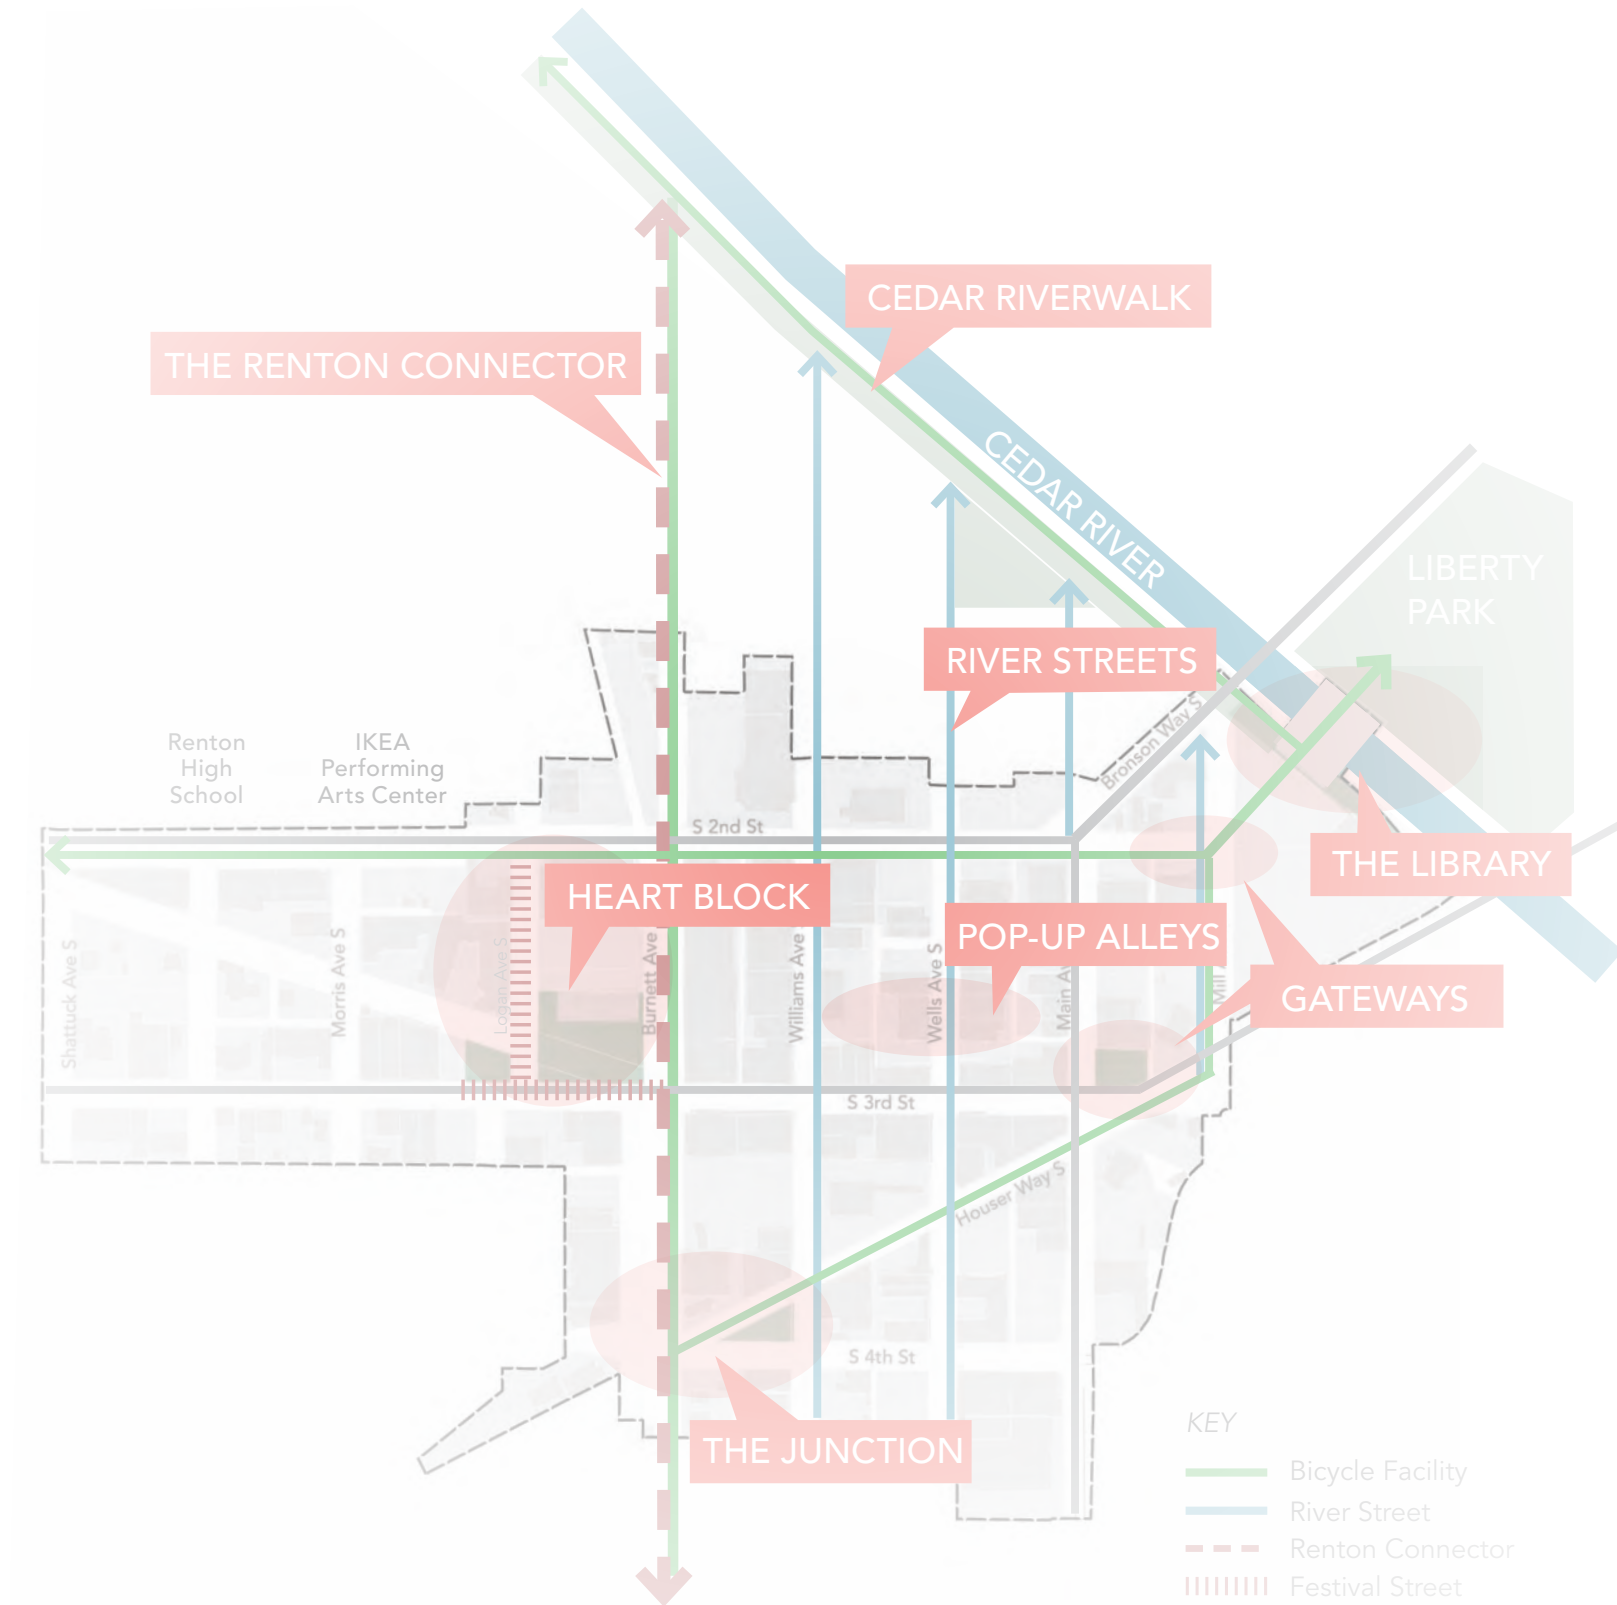 CEDAR RIVERWALK
THE RENTON CONNECTOR
CEDAR RIVER
LIBERTY
PARK
RIVER STREETS
Bronson Way S
Renton
High
School
IKEA
Performing
Arts Center
S 2nd St
THE LIBRARY
HEART BLOCK
POP-UP ALLEYS
GATEWAYS
Shattuck Ave S
Morris Ave S
Logan Ave S
Burnett Ave
Williams Ave
Wells Ave S
Main Av
Mill
S 3rd St
Houser Way S
S 4th St
THE JUNCTION
KEY
Bicycle Facility
River Street
Renton Connector
Festival Street